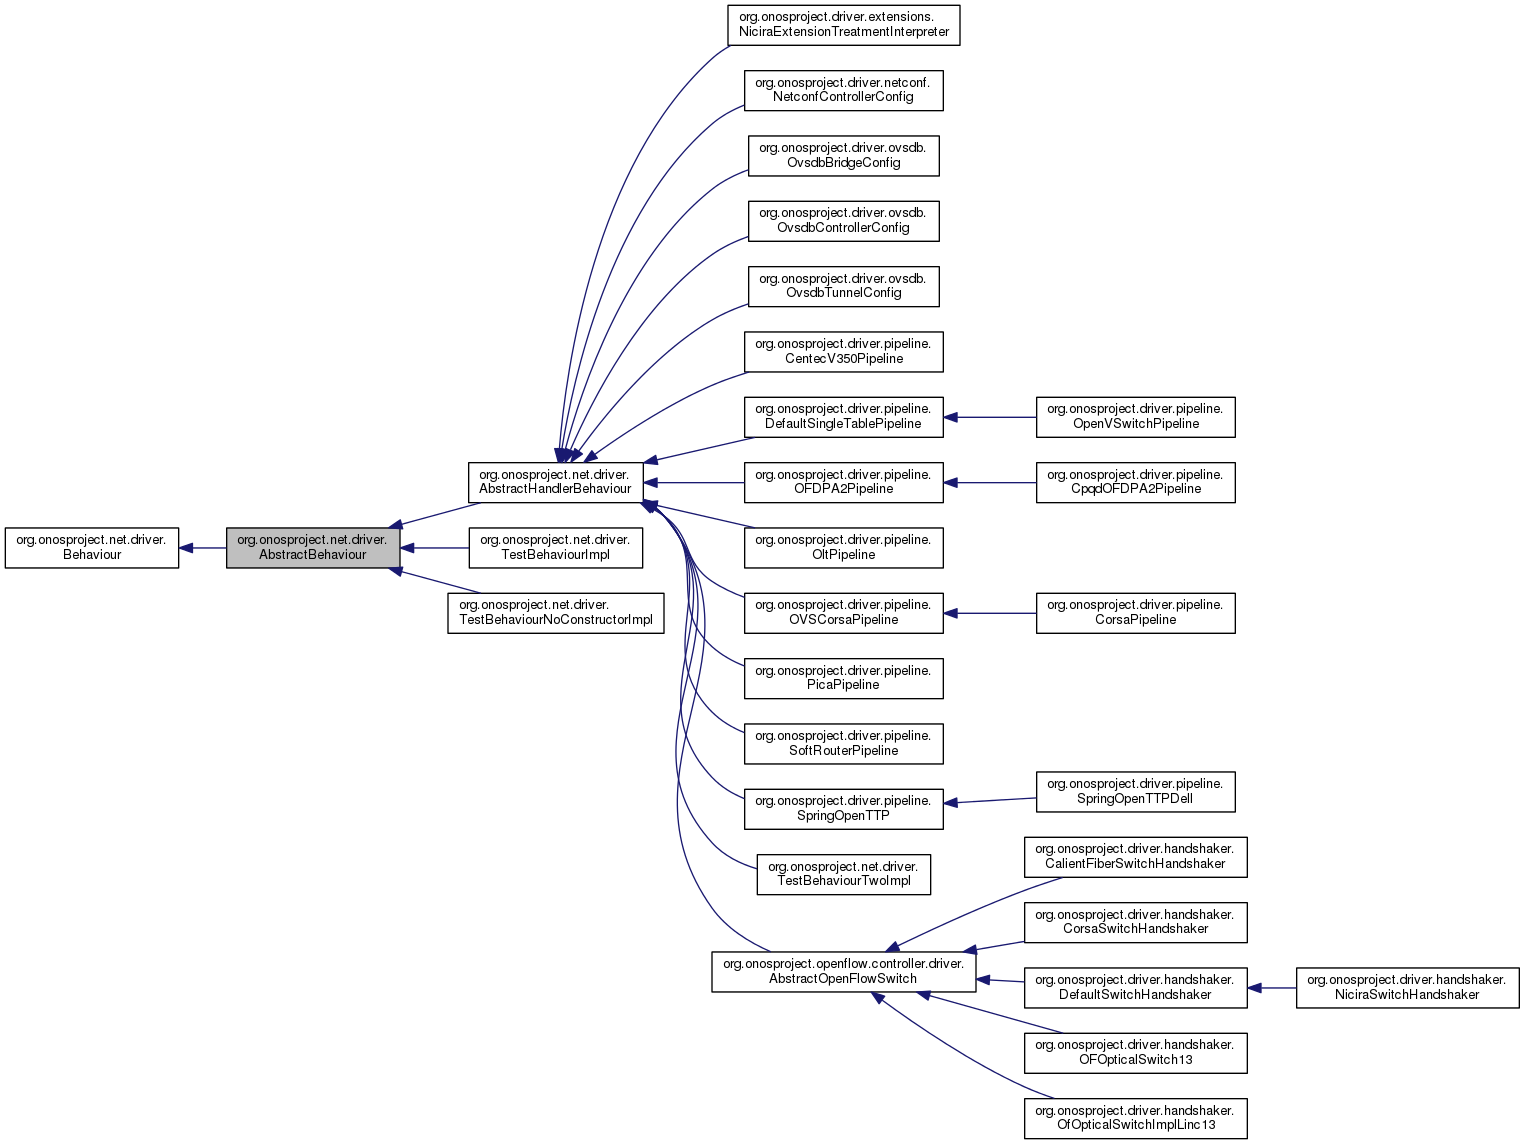 org.onosproject.net.driver.
Behaviour
org.onosproject.net.driver.
AbstractBehaviour
org.onosproject.net.driver.
AbstractHandlerBehaviour
org.onosproject.net.driver.
TestBehaviourImpl
org.onosproject.net.driver.
TestBehaviourNoConstructorImpl
org.onosproject.driver.extensions.
NiciraExtensionTreatmentInterpreter
org.onosproject.driver.netconf.
NetconfControllerConfig
org.onosproject.driver.ovsdb.
OvsdbBridgeConfig
org.onosproject.driver.ovsdb.
OvsdbControllerConfig
org.onosproject.driver.ovsdb.
OvsdbTunnelConfig
org.onosproject.driver.pipeline.
CentecV350Pipeline
org.onosproject.driver.pipeline.
DefaultSingleTablePipeline
org.onosproject.driver.pipeline.
OFDPA2Pipeline
org.onosproject.driver.pipeline.
OltPipeline
org.onosproject.driver.pipeline.
OVSCorsaPipeline
org.onosproject.driver.pipeline.
PicaPipeline
org.onosproject.driver.pipeline.
SoftRouterPipeline
org.onosproject.driver.pipeline.
SpringOpenTTP
org.onosproject.net.driver.
TestBehaviourTwoImpl
org.onosproject.openflow.controller.driver.
AbstractOpenFlowSwitch
org.onosproject.driver.pipeline.
OpenVSwitchPipeline
org.onosproject.driver.pipeline.
CpqdOFDPA2Pipeline
org.onosproject.driver.pipeline.
CorsaPipeline
org.onosproject.driver.pipeline.
SpringOpenTTPDell
org.onosproject.driver.handshaker.
CalientFiberSwitchHandshaker
org.onosproject.driver.handshaker.
CorsaSwitchHandshaker
org.onosproject.driver.handshaker.
DefaultSwitchHandshaker
org.onosproject.driver.handshaker.
OFOpticalSwitch13
org.onosproject.driver.handshaker.
OfOpticalSwitchImplLinc13
org.onosproject.driver.handshaker.
NiciraSwitchHandshaker